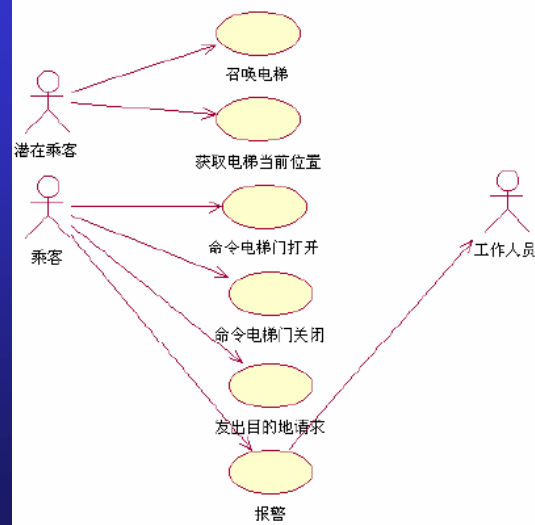 召唤电梯
潜在乘客
获取电梯当前位置
乘客
命令电梯门打开
工作人员
命令电梯门关闭
发出目的地请求
报警